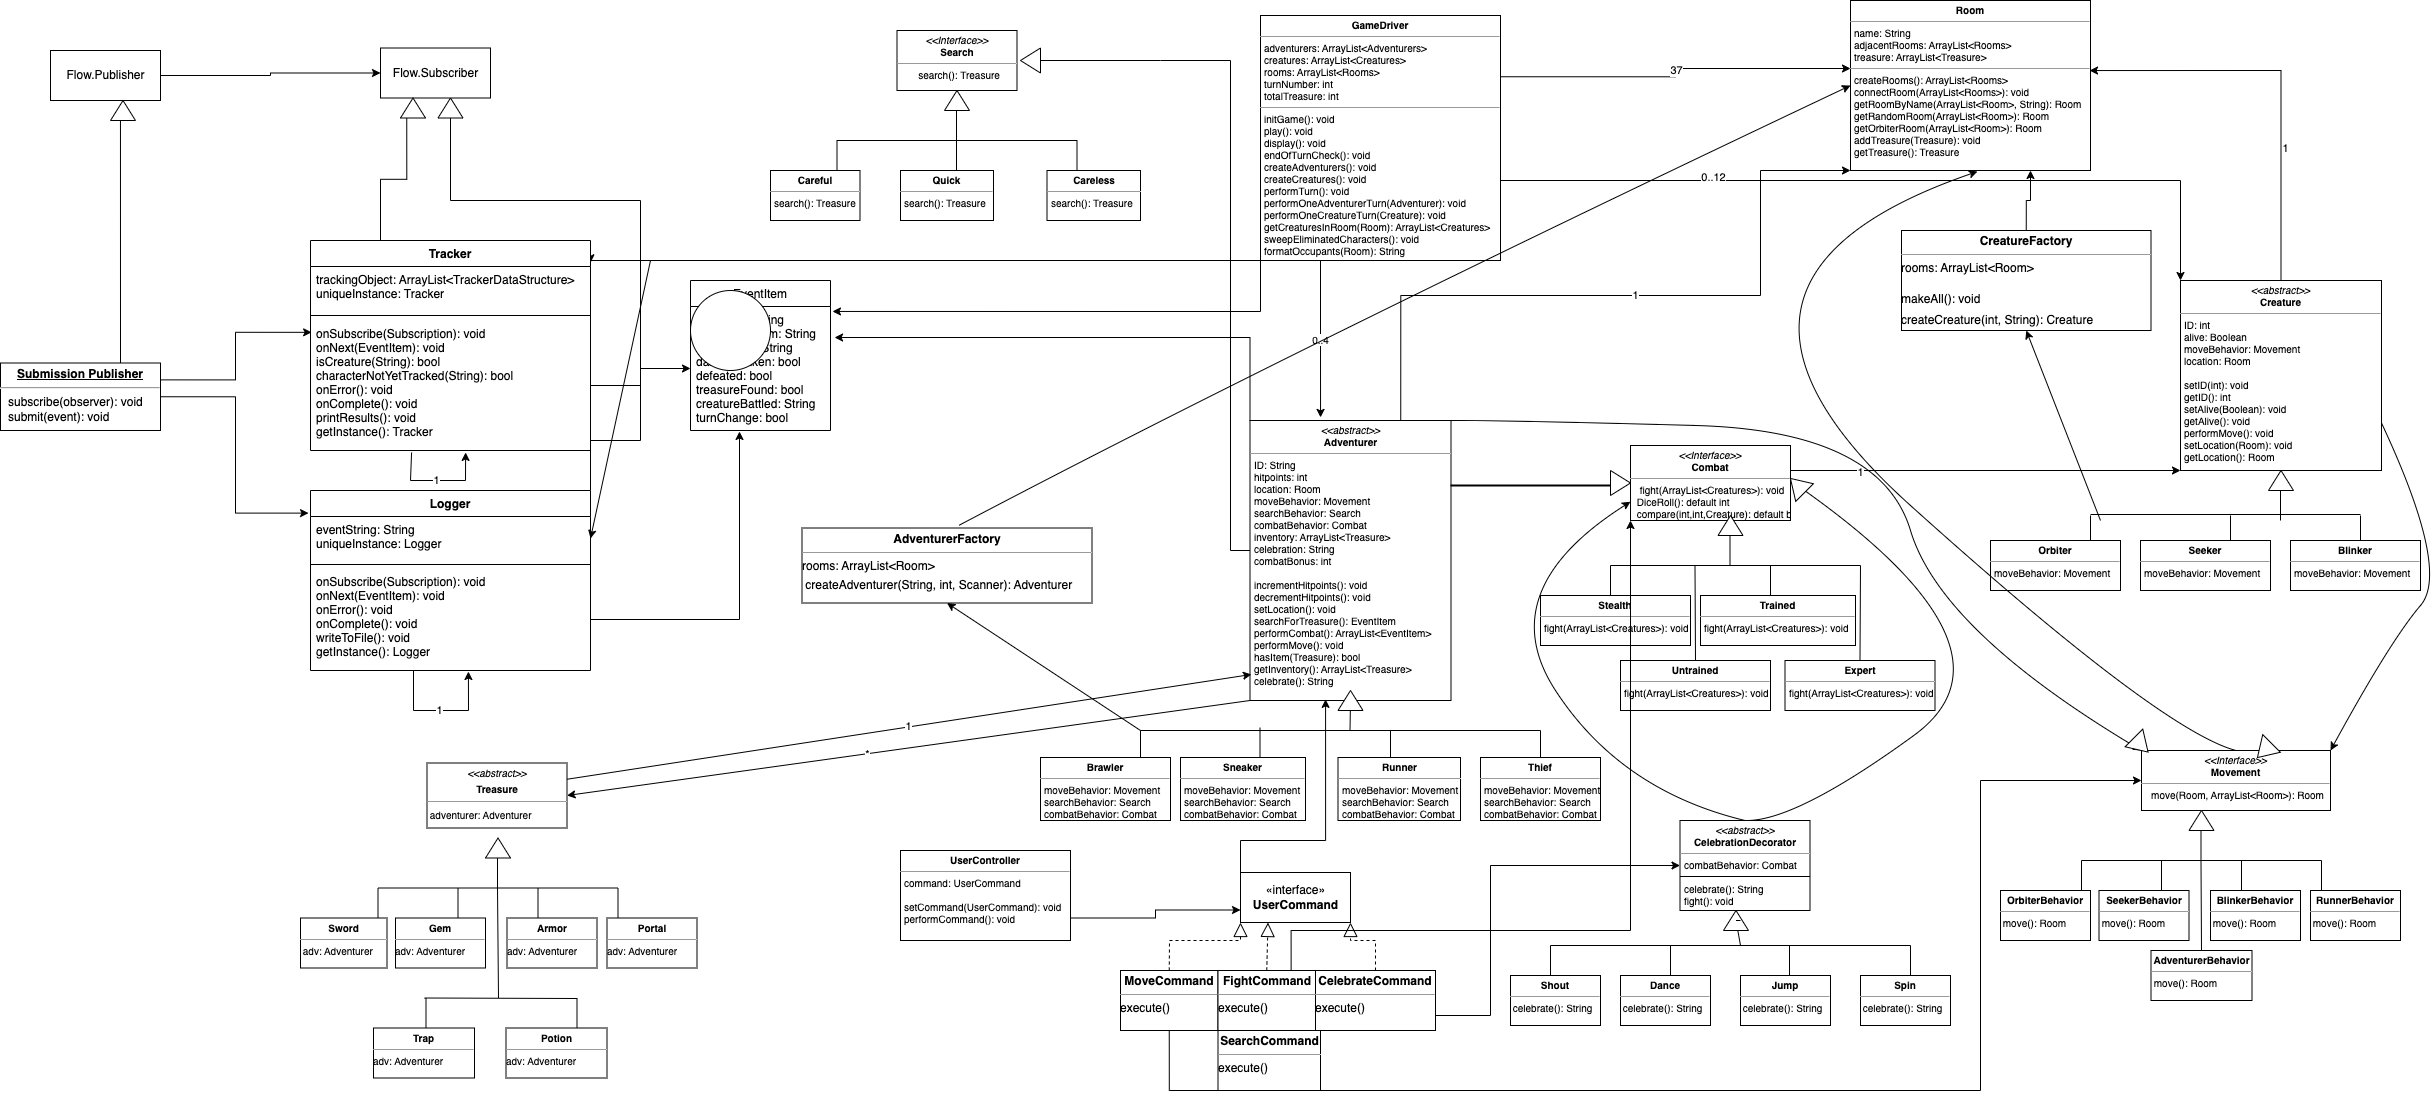 Flow.Publisher
Flow.Subscriber
<<Interface>>
Search
search(): Treasure
Careful
search(): Treasure
Quick
search(): Treasure
Careless
search(): Treasure
GameDriver
adventurers: ArrayList<Adventurers>
creatures: ArrayList<Creatures>
rooms: ArrayList<Rooms>
turnNumber: int
totalTreasure: int
initGame(): void
play(): void
display(): void
endOfTurnCheck(): void
createAdventurers(): void
createCreatures(): void
performTurn(): void
performOneAdventurerTurn(Adventurer): void
performOneCreatureTurn(Creature): void
getCreaturesInRoom(Room): ArrayList<Creatures>
sweepEliminatedCharacters(): void
formatOccupants(Room): String
37
0..12
0..4
1
1
Room
name: String
adjacentRooms: ArrayList<Rooms>
treasure: ArrayList<Treasure>
createRooms(): ArrayList<Rooms>
connectRoom(ArrayList<Rooms>): void
getRoomByName(ArrayList<Room>, String): Room
getRandomRoom(ArrayList<Room>): Room
getOrbiterRoom(ArrayList<Room>): Room
addTreasure(Treasure): void
getTreasure(): Treasure
CreatureFactory
rooms: ArrayList<Room>
makeAll(): void
createCreature(int, String): Creature
<<abstract>>
Creature
ID: int
alive: Boolean
moveBehavior: Movement
location: Room
setID(int): void
getID(): int
setAlive(Boolean): void
getAlive(): void
performMove(): void
setLocation(Room): void
getLocation(): Room
Tracker
trackingObject: ArrayList<TrackerDataStructure>
uniqueInstance: Tracker
onSubscribe(Subscription): void
onNext(EventItem): void
isCreature(String): bool
characterNotYetTracked(String): bool
onError(): void
onComplete(): void
printResults(): void
getInstance(): Tracker
1
EventItem
String
bool
defeated: bool
treasureFound: bool
creatureBattled: String
turnChange: bool
Submission Publisher
subscribe(observer): void
submit(event): void
Logger
eventString: String
uniqueInstance: Logger
onSubscribe(Subscription): void
onNext(EventItem): void
onError(): void
onComplete(): void
writeToFile(): void
getInstance(): Logger
1
AdventurerFactory
rooms: ArrayList<Room>
createAdventurer(String, int, Scanner): Adventurer
<<abstract>>
Adventurer
ID: String
hitpoints: int
location: Room
moveBehavior: Movement
searchBehavior: Search
combatBehavior: Combat
inventory: ArrayList<Treasure>
celebration: String
combatBonus: int
incrementHitpoints(): void
decrementHitpoints(): void
setLocation(): void
searchForTreasure(): EventItem
performCombat(): ArrayList<EventItem>
performMove(): void
hasItem(Treasure): bool
getInventory(): ArrayList<Treasure>
celebrate(): String
<<Interface>>
Combat
fight(ArrayList<Creatures>): void
DiceRoll(): default int
compare(int,int,Creature): default b
1
Stealth
fight(ArrayList<Creatures>): void
Trained
fight(ArrayList<Creatures>): void
Untrained
fight(ArrayList<Creatures>): void
Expert
fight(ArrayList<Creatures>): void
Orbiter
moveBehavior: Movement
Seeker
moveBehavior: Movement
Blinker
moveBehavior: Movement
1
*
<<abstract>>
Treasure
adventurer: Adventurer
Brawler
moveBehavior: Movement
searchBehavior: Search
combatBehavior: Combat
Sneaker
moveBehavior: Movement
searchBehavior: Search
combatBehavior: Combat
Runner
moveBehavior: Movement
searchBehavior: Search
combatBehavior: Combat
Thief
moveBehavior: Movement
searchBehavior: Search
combatBehavior: Combat
<<Interface>>
Movement
move(Room, ArrayList<Room>): Room
<<abstract>>
CelebrationDecorator
combatBehavior: Combat
celebrate(): String
fight(): void
UserController
command: UserCommand
setCommand(UserCommand): void
performCommand(): void
«interface»
UserCommand
Sword
adv: Adventurer
Gem
adv: Adventurer
Armor
adv: Adventurer
Portal
adv: Adventurer
Trap
adv: Adventurer
Potion
adv: Adventurer
MoveCommand
execute()
FightCommand
execute()
CelebrateCommand
execute()
SearchCommand
execute()
Shout
celebrate(): String
Dance
celebrate(): String
Jump
celebrate(): String
Spin
celebrate(): String
OrbiterBehavior
move(): Room
SeekerBehavior
move(): Room
BlinkerBehavior
move(): Room
RunnerBehavior
move(): Room
AdventurerBehavior
move(): Room